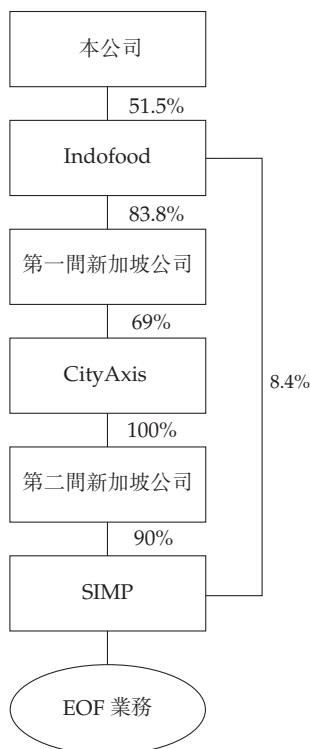 本公司
51.5%
Indofood
83.8%
第一間新加坡公司
69%
CityAxis
8.4%
100%
第二間新加坡公司
90%
SIMP
EOF 業務